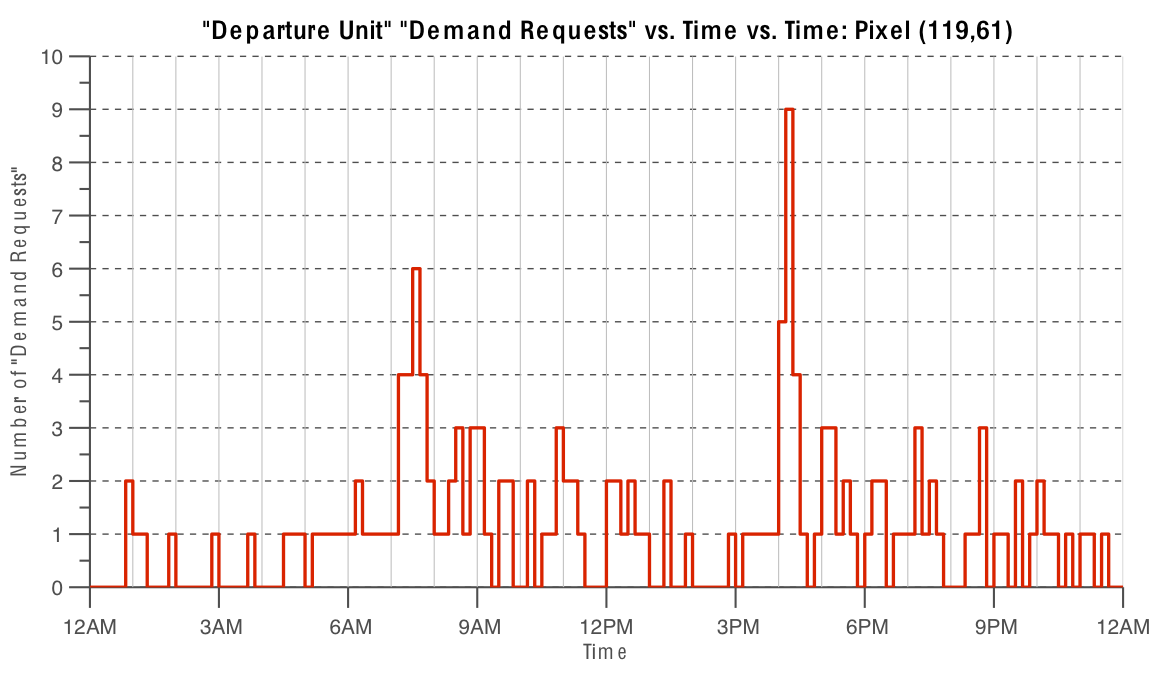 "Departure Unit" "Demand Requests" vs. Time vs. Time: Pixel (119,61)
10
9
8
7
6
5
4
3
2
1
0
Number of "Demand Requests"
12AM 3AM 6AM 9AM 12PM 3PM 6PM 9PM 12AM
Time